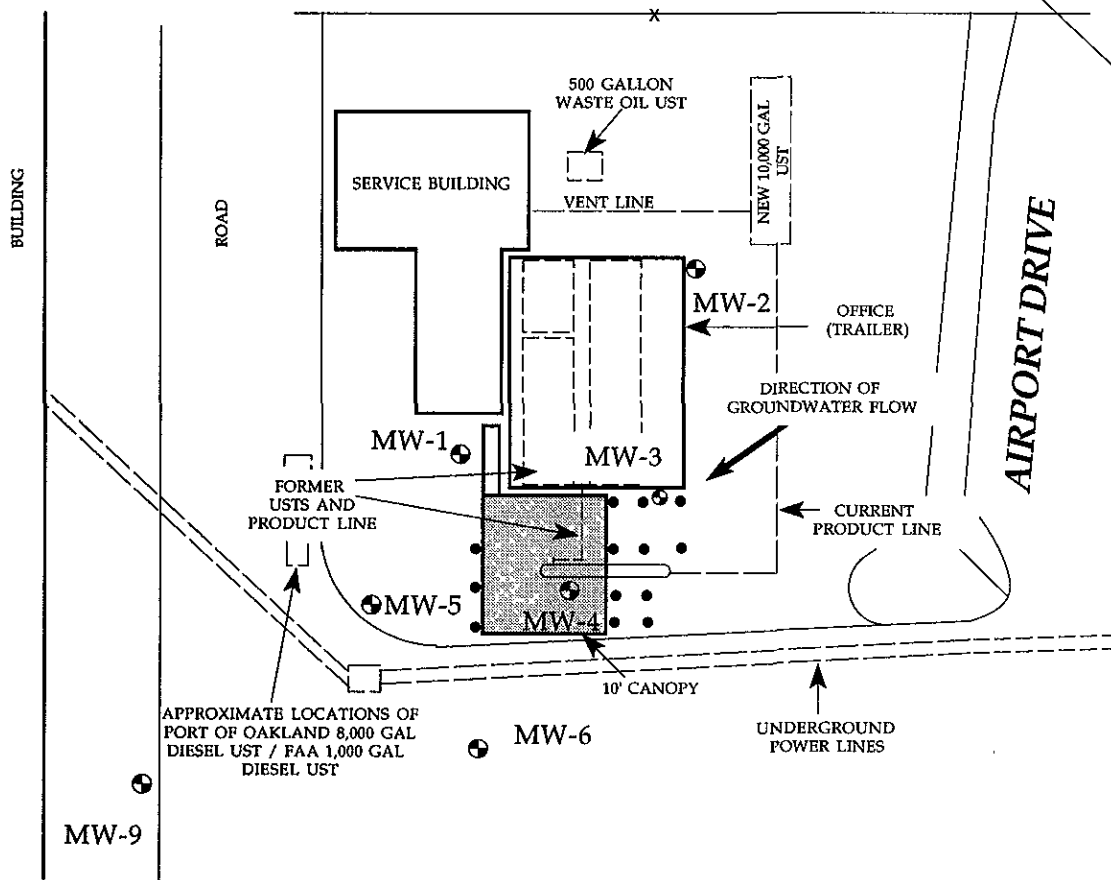 X
500 GALLON
WASTE OIL UST
NEW 10,000 GAL
UST
BUILDING
ROAD
SERVICE BUILDING
VENT LINE
AIRPORT DRIVE
MW-2
OFFICE
(TRAILER)
DIRECTION OF
GROUNDWATER FLOW
MW-1
MW-3
FORMER
USTS AND
PRODUCT LINE
CURRENT
PRODUCT LINE
MW-5
MW-4
10' CANOPY
APPROXIMATE LOCATIONS OF
PORT OF OAKLAND 8,000 GAL
DIESEL UST / FAA 1,000 GAL
DIESEL UST
MW-6
UNDERGROUND
POWER LINES
MW-9